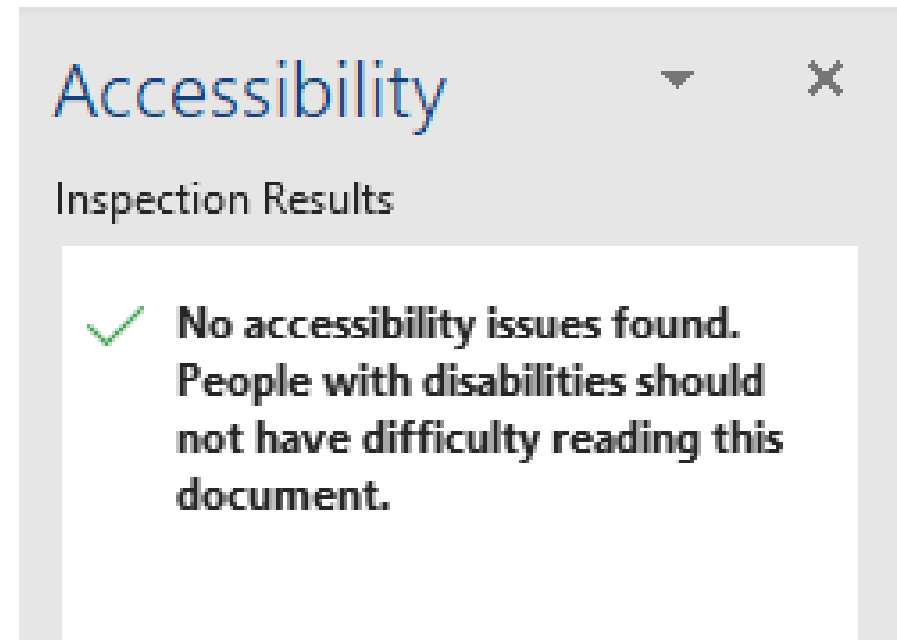 Accessibility
Inspection Results
No accessibility issues found.
People with disabilities should
not have difficulty reading this
document.